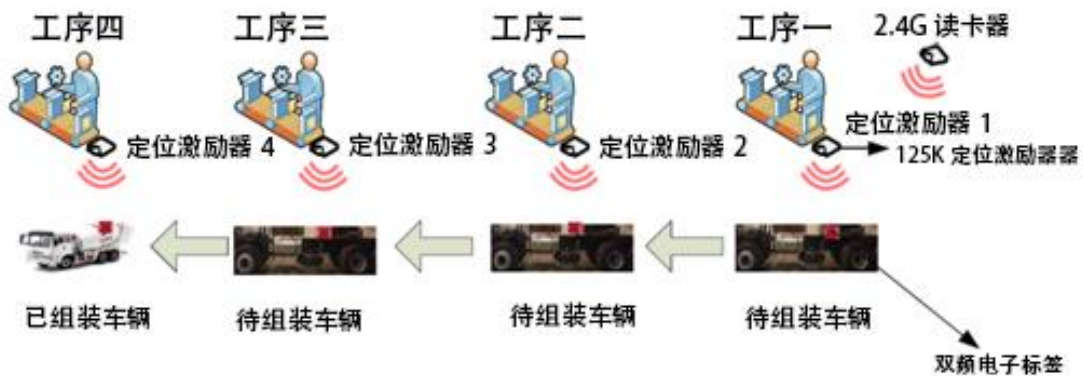 工序四
工序三
工序二
工序一
2.4G 读卡器
定位激励器 4
定位激励器 3
定位激励器 2
定位激励器 1
125K 定位激励器器
已组装车辆
待组装车辆
待组装车辆
待组装车辆
双频电子标签